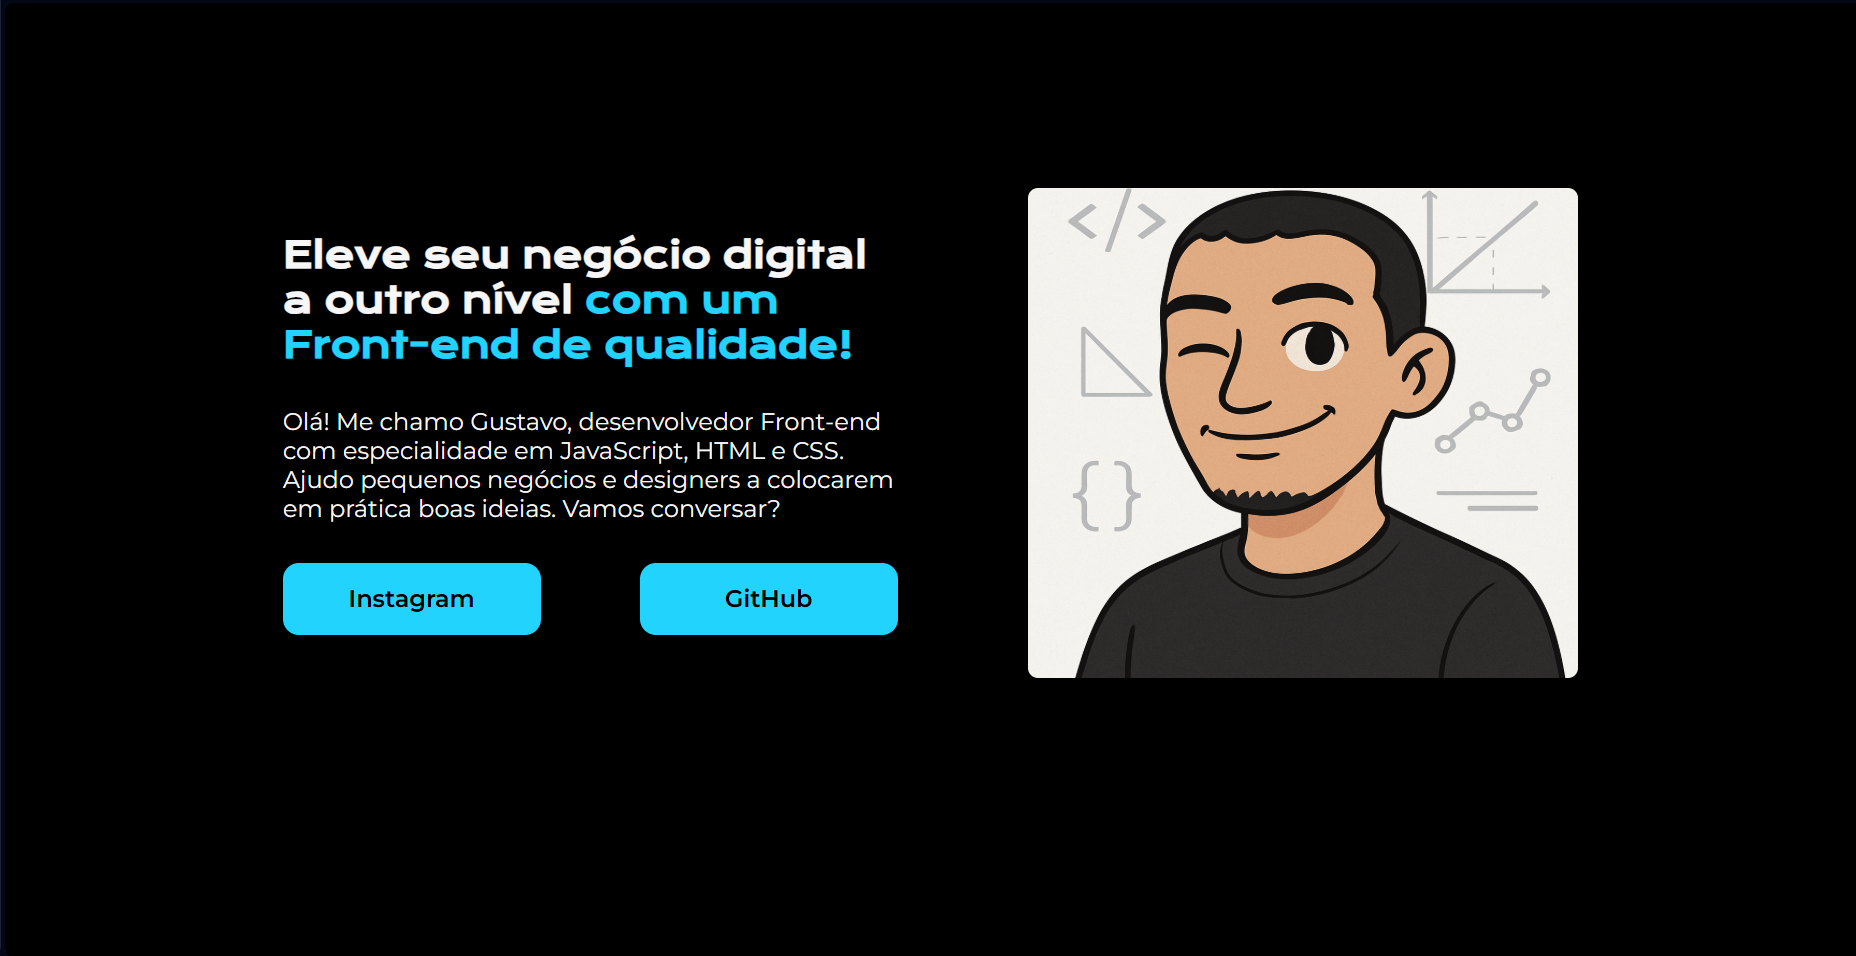 Eleve seu negócio digital
a outro nível com um
Front-end de qualidade!
Olá! Me chamo Gustavo, desenvolvedor Front-end
com especialidade em JavaScript, HTML e CSS.
Ajudo pequenos negócios e designers a colocarem
em prática boas ideias. Vamos conversar?
Instagram
GitHub
</>
{}